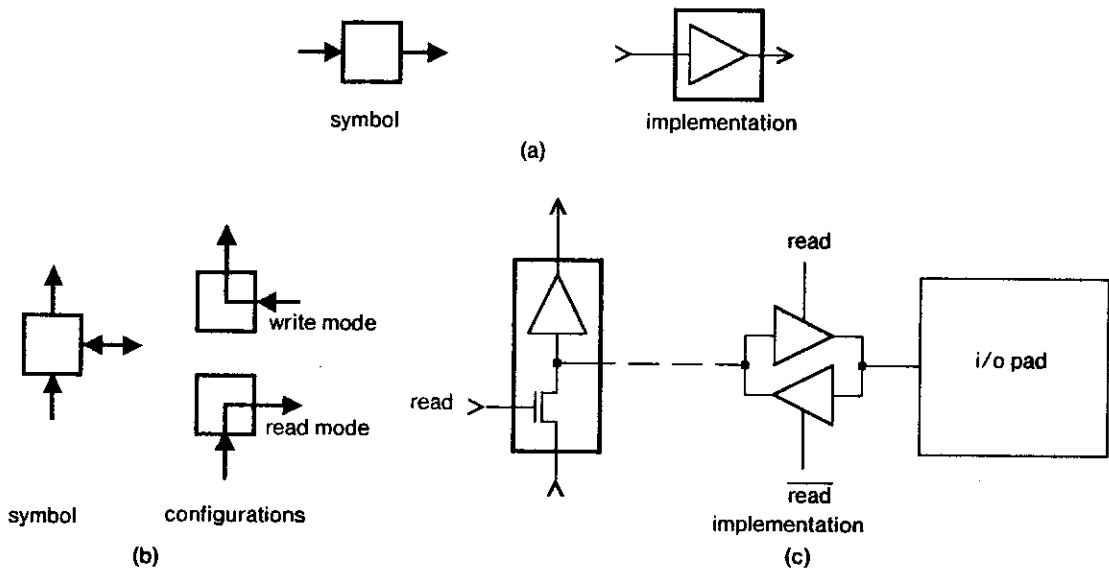 symbol
implementation
(a)
write mode
read mode
symbol
configurations
(b)
read
read
i/o pad
read
implementation
(c)